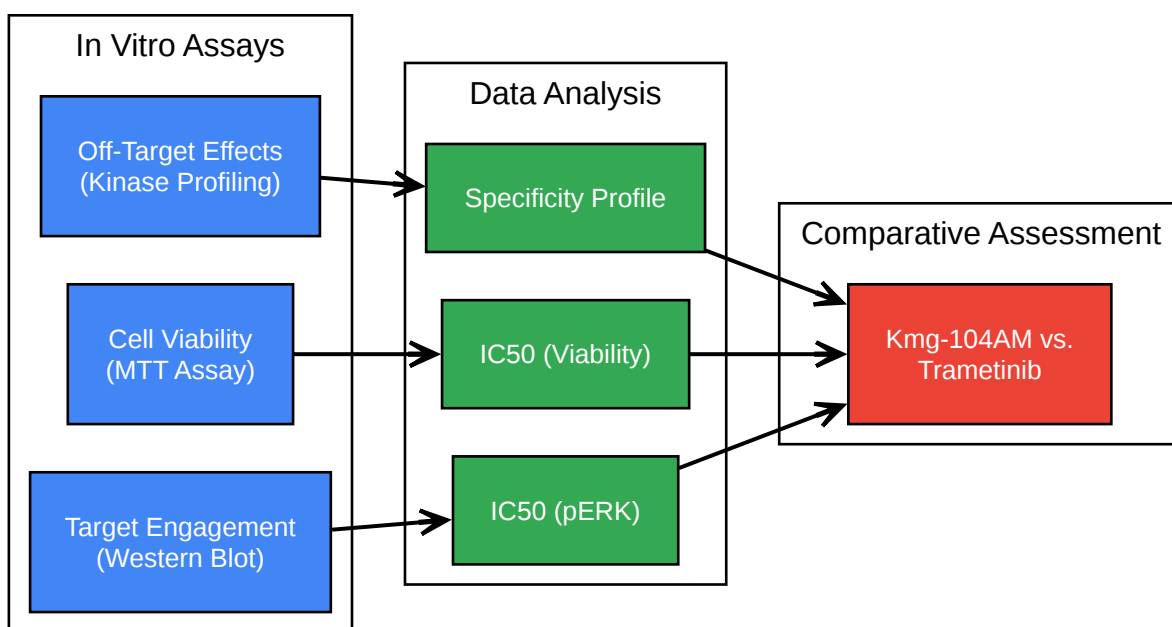 In Vitro Assays
Off-Target Effects
(Kinase Profiling)
Cell Viability
(MTT Assay)
Target Engagement
(Western Blot)
Data Analysis
Specificity Profile
IC50 (Viability)
IC50 (pERK)
Comparative Assessment
Kmg-104AM vs.
Trametinib